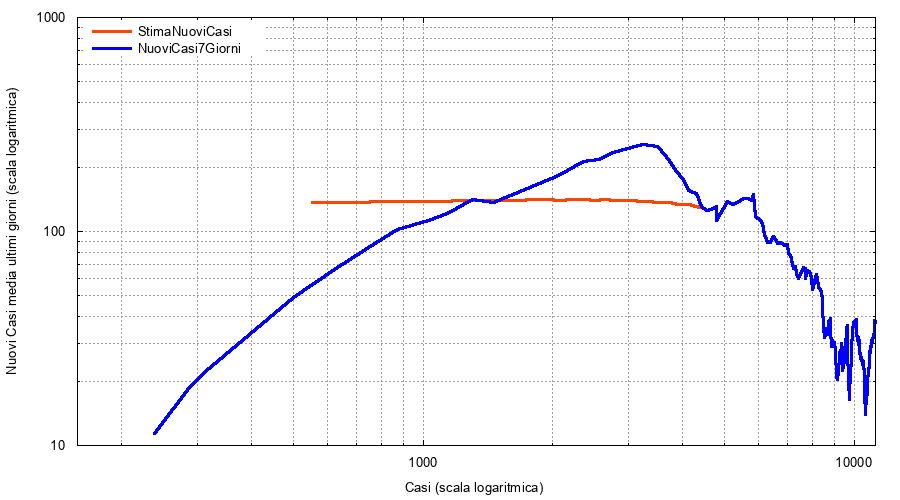 1000
StimaNuoviCasi
NuoviCasi7Giorni
Nuovi Casi media ultimi giorni (scala logaritmica)
100
10
1000
10000
Casi (scala logaritmica)